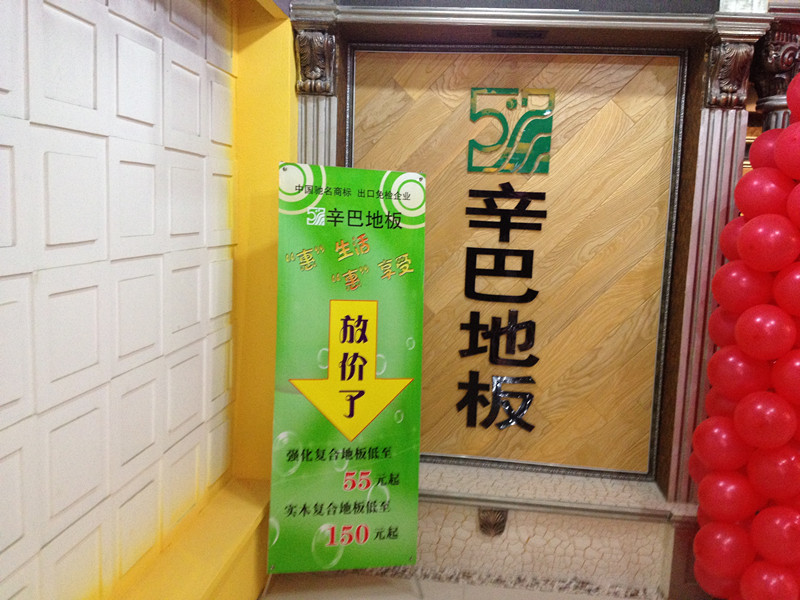 中国驰名商标 出口免检企业
辛巴地板
“惠”生活
“惠”享受
放价了
强化复合地板低至
55元起
实木复合地板低至
150元起
辛巴地板